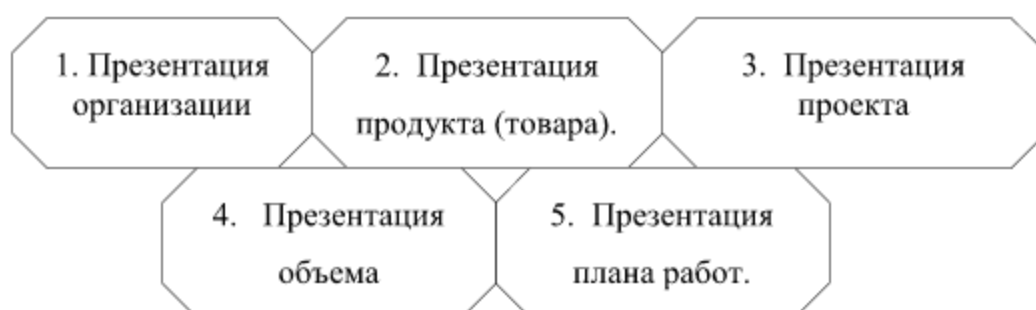 1. Презентация
организации
2. Презентация
продукта (товара).
3. Презентация
проекта
4. Презентация
объема
5. Презентация
плана работ.